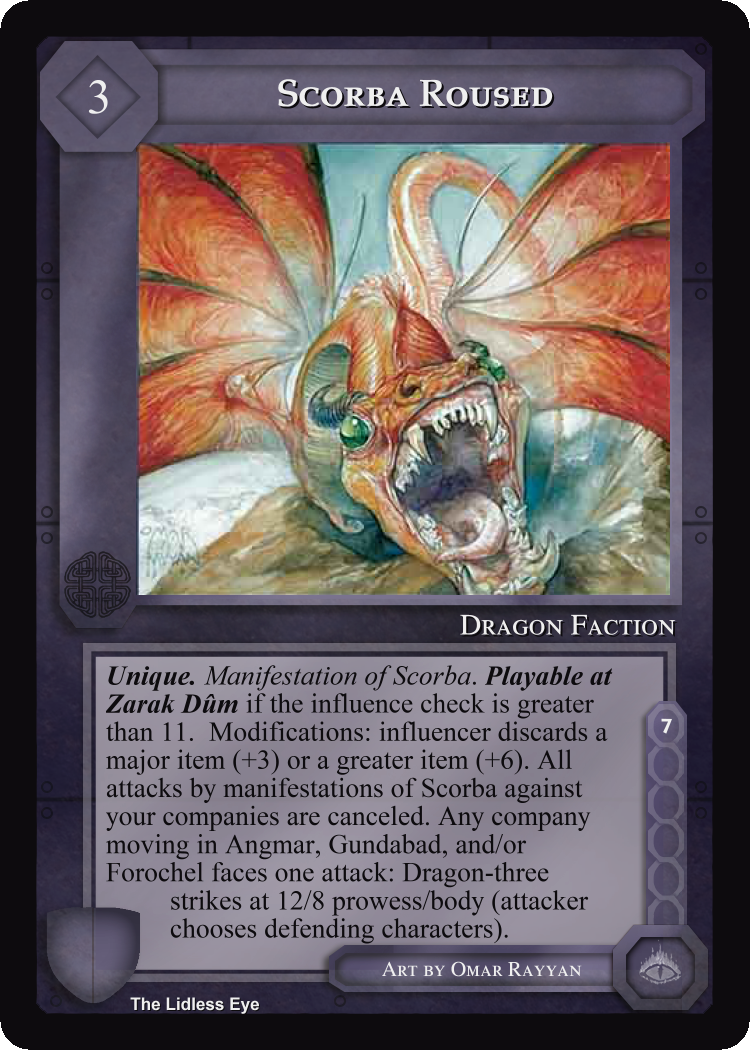 3
Scorba Roused
OMAR
RAYYAN
Dragon Faction
Unique. Manifestation of Scorba. Playable at
Zarak Dûm if the influence check is greater
than 11. Modifications: influencer discards a
major item (+3) or a greater item (+6). All
attacks by manifestations of Scorba against
your companies are canceled. Any company
moving in Angmar, Gundabad, and/or
Forochel faces one attack: Dragon-three
strikes at 12/8 prowess/body (attacker
chooses defending characters).
7
Art by Omar Rayyan
The Lidless Eye